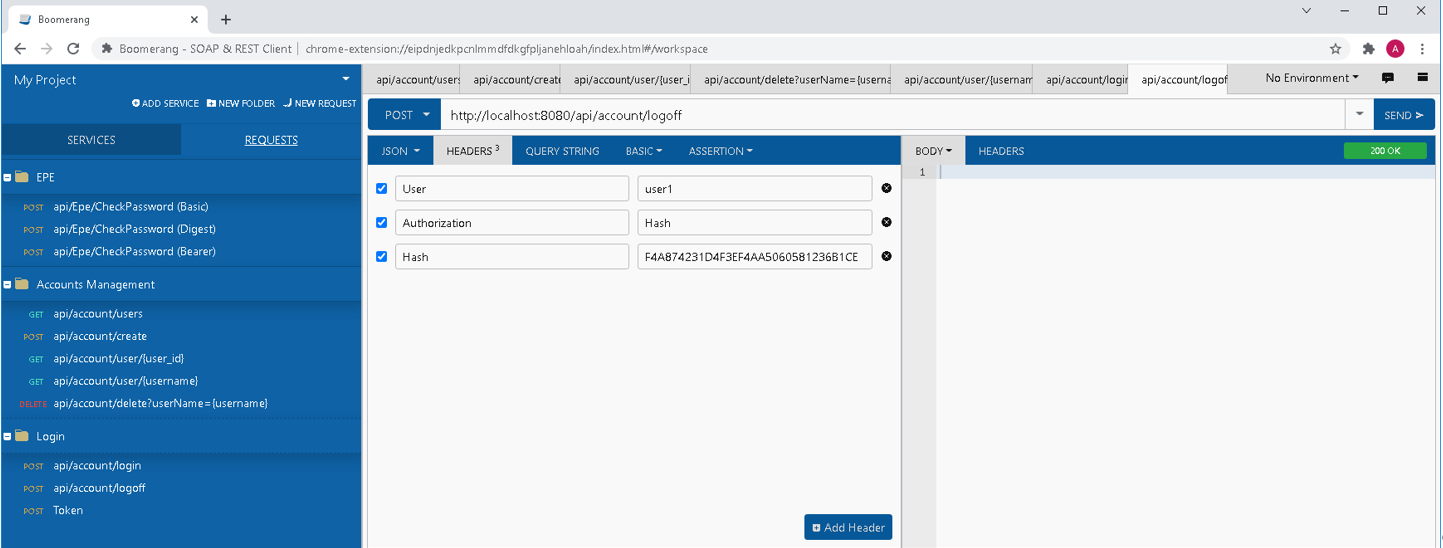 Boomerang
Boomerang - SOAP & REST Client | chrome-extension://eipdnjedkpcnlmmdfdkgfpljanehloah/index.html#/workspace
A
My Project
ADD SERVICE NEW FOLDER NEW REQUEST
SERVICES REQUESTS
EPE
POST api/Epe/CheckPassword (Basic)
POST api/Epe/CheckPassword (Digest)
POST api/Epe/CheckPassword (Bearer)
Accounts Management
GET api/account/users
POST api/account/create
GET api/account/user/{user_id}
GET api/account/user/{username}
DELETE api/account/delete?userName={username}
Login
POST api/account/login
POST api/account/logoff
POST Token
api/account/users api/account/create api/account/user/{user_i api/account/delete?userName={userna api/account/user/{usernam api/account/login api/account/logoff No Environment
POST http://localhost:8080/api/account/logoff SEND
JSON HEADERS 3 QUERY STRING BASIC ASSERTION
User user1
Authorization Hash
Hash F4A874231D4F3EF4AA5060581236B1CE
Add Header
BODY HEADERS 200 OK
1